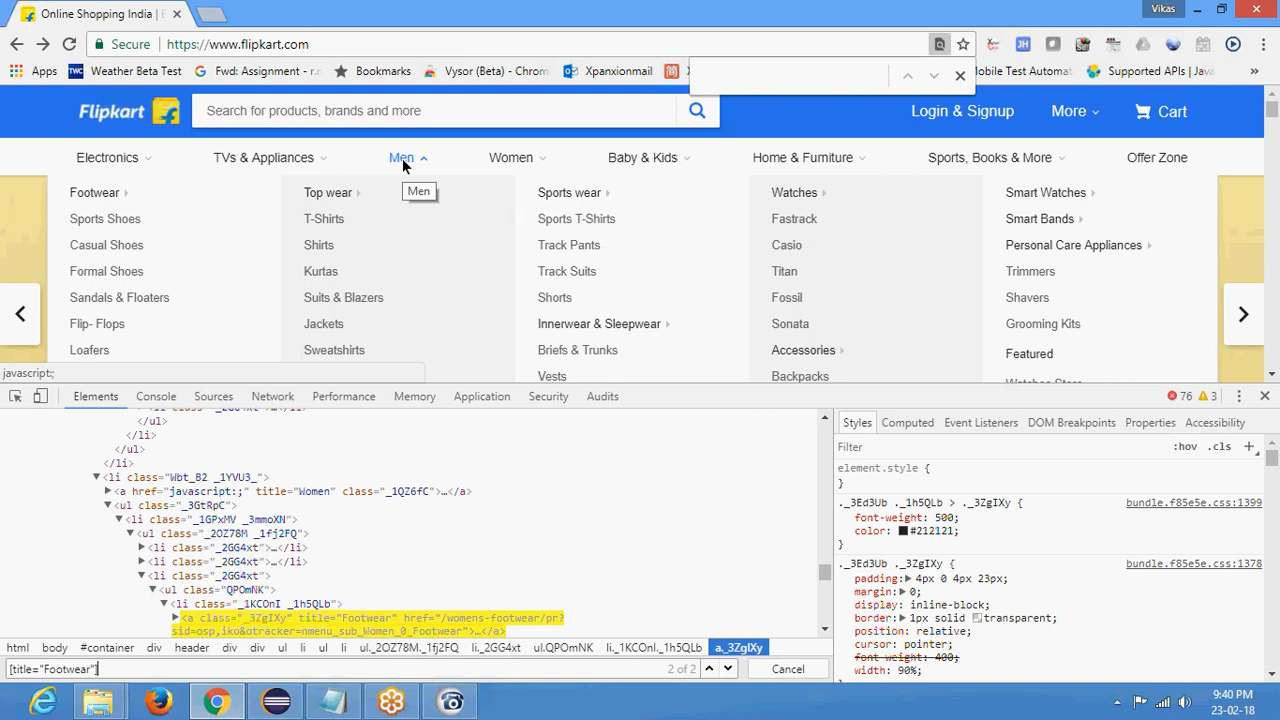 Online Shopping India | E
Vikas
Secure https://www.flipkart.com
Apps Weather Beta Test Fwd: Assignment - r.n Bookmarks Vysor (Beta) - Chrom Xpanxionmail Mobile Test Automat Supported APIs | Java »
Flipkart Search for products, brands and more Login & Signup More Cart
Electronics TVs & Appliances Men Women Baby & Kids Home & Furniture Sports, Books & More Offer Zone
Men
Footwear Top wear Sports wear Watches Smart Watches
Sports Shoes T-Shirts Sports T-Shirts Fastrack Smart Bands
Casual Shoes Shirts Track Pants Casio Personal Care Appliances
Formal Shoes Kurtas Track Suits Titan Trimmers
Sandals & Floaters Suits & Blazers Shorts Fossil Shavers
Flip- Flops Jackets Innerwear & Sleepwear Sonata Grooming Kits
Loafers Sweatshirts Briefs & Trunks Accessories Featured
Vests Backpacks
javascript:;
Elements Console Sources Network Performance Memory Application Security Audits 76 3
</ul>
</li>
</ul>
</li>
<li class="Wbt_B2 _1YVU3_">
<a href="javascript:;" title="Women" class="_1QZ6fC">…</a>
<ul class="_3GtRpC">
<li class="_1GPxMV _3mmoXN">
<ul class="_2OZ78M _1fj2FQ">
<li class="_2GG4xt">…</li>
<li class="_2GG4xt">…</li>
<li class="_2GG4xt">
<ul class="QPOmNK">
<li class="_1KCOnI _1h5QLb">
<a class="_3ZgIXy" title="Footwear" href="/womens-footwear/pr?
sid=osp,iko&otracker=nmenu_sub_Women_0_Footwear">…</a>
html body #container div header div div ul li ul li ul._2OZ78M._1fj2FQ li._2GG4xt ul.QPOmNK li._1KCOnI._1h5QLb a._3ZgIXy
[title="Footwear"] 2 of 2 Cancel
Styles Computed Event Listeners DOM Breakpoints Properties Accessibility
Filter :hov .cls +
element.style {
}
._3Ed3Ub ._1h5QLb > ._3ZgIXy { bundle.f85e5e.css:1399
font-weight: 500;
color: #212121;
}
._3Ed3Ub ._3ZgIXy { bundle.f85e5e.css:1378
padding: 4px 0 4px 23px;
margin: 0;
display: inline-block;
border: 1px solid transparent;
position: relative;
cursor: pointer;
font-weight: 400;
width: 90%;
9:40 PM
23-02-18